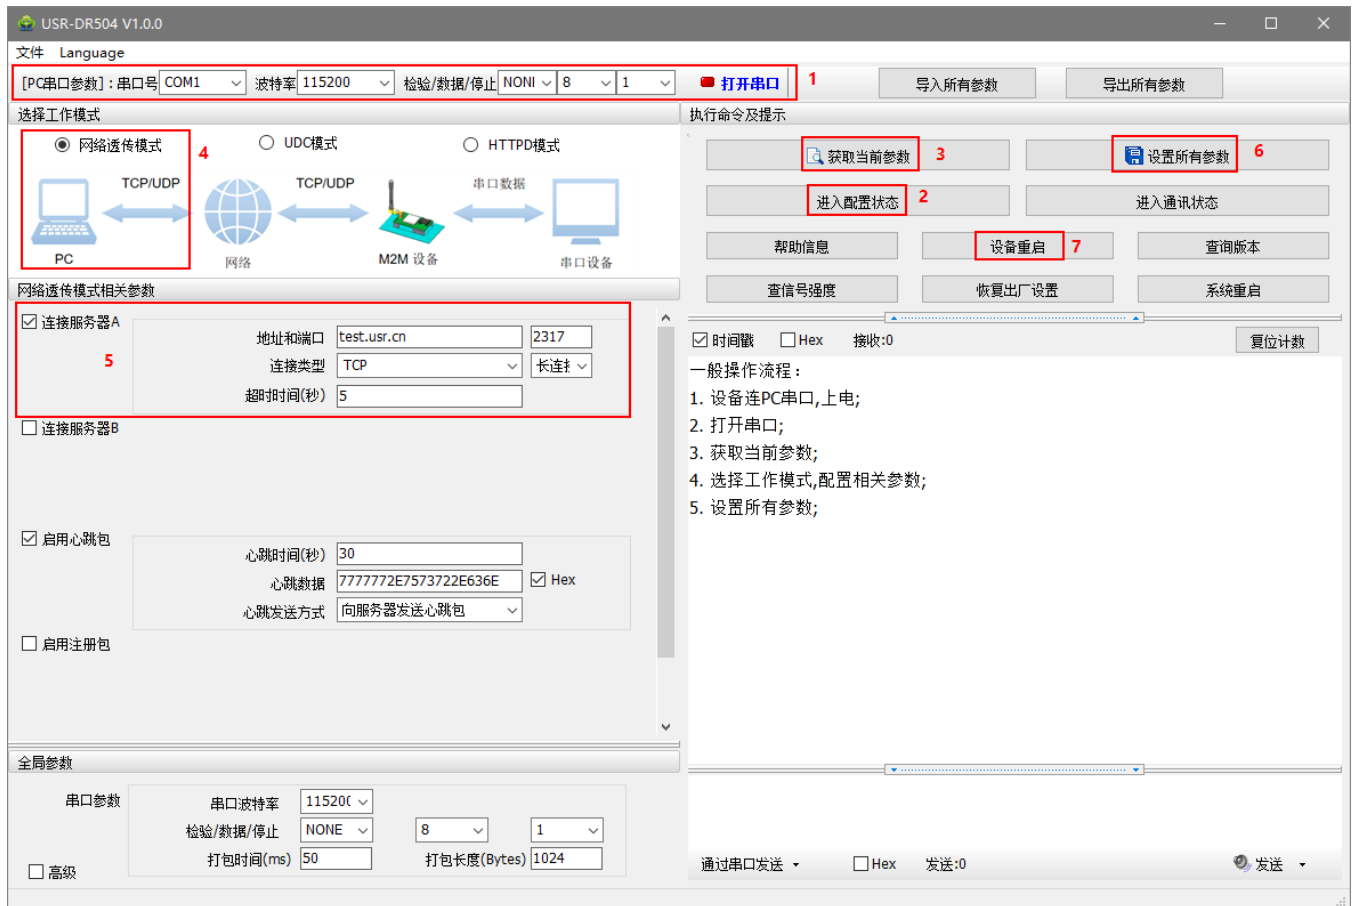 USR-DR504 V1.0.0
文件 Language
[PC串口参数]：串口号 COM1 波特率 115200 检验/数据/停止 NONI 8 1 打开串口 1 导入所有参数 导出所有参数
选择工作模式
网络透传模式 4 UDC模式 HTTPD模式
TCP/UDP TCP/UDP 串口数据
PC 网络 M2M 设备 串口设备
网络透传模式相关参数
连接服务器A
5
地址和端口 test.usr.cn 2317
连接类型 TCP 长连接
超时时间(秒) 5
连接服务器B
启用心跳包
心跳时间(秒) 30
心跳数据 7777772E7573722E636E Hex
心跳发送方式 向服务器发送心跳包
启用注册包
全局参数
串口参数 串口波特率 11520(
检验/数据/停止 NONE 8 1
打包时间(ms) 50 打包长度(Bytes) 1024
高级
执行命令及提示
获取当前参数 3 设置所有参数 6
进入配置状态 2 进入通讯状态
帮助信息 设备重启 7 查询版本
查信号强度 恢复出厂设置 系统重启
时间戳 Hex 接收:0 复位计数
一般操作流程：
1. 设备连PC串口,上电;
2. 打开串口;
3. 获取当前参数;
4. 选择工作模式,配置相关参数;
5. 设置所有参数;
通过串口发送 Hex 发送:0 发送